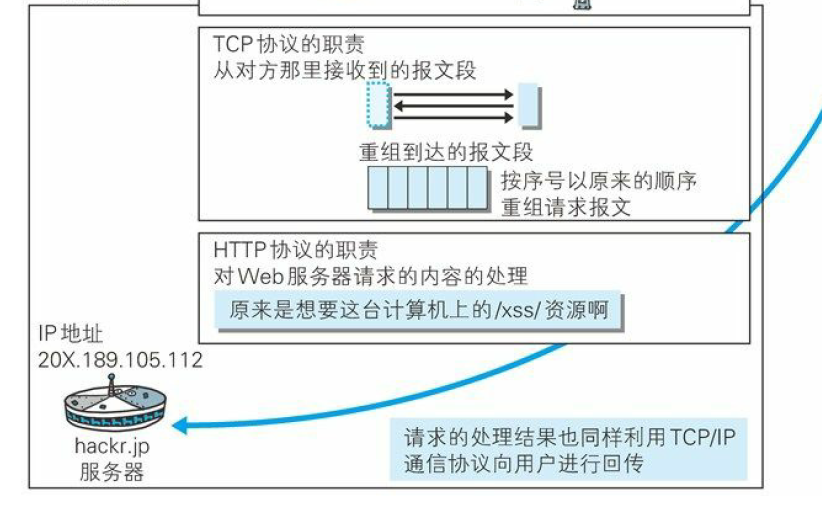 TCP协议的职责
从对方那里接收到的报文段
重组到达的报文段
按序号以原来的顺序
重组请求报文
HTTP协议的职责
对Web服务器请求的内容的处理
原来是想要这台计算机上的/xss/资源啊
IP地址
20X.189.105.112
hackr.jp
服务器
请求的处理结果也同样利用TCP/IP
通信协议向用户进行回传